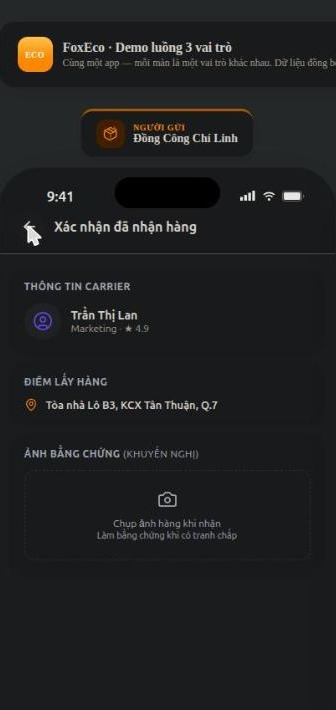 ECO
FoxEco · Demo luồng 3 vai trò
Cùng một app — mỗi màn là một vai trò khác nhau. Dữ liệu đồng
NGƯỜI GỬI
Đồng Công Chí Linh
9:41
Xác nhận đã nhận hàng
THÔNG TIN CARRIER
Trần Thị Lan
Marketing · ★ 4.9
ĐIỂM LẤY HÀNG
Tòa nhà Lô B3, KCX Tân Thuận, Q.7
ẢNH BẰNG CHỨNG (KHUYẾN NGHỊ)
Chụp ảnh hàng khi nhận
Làm bằng chứng khi có tranh chấp